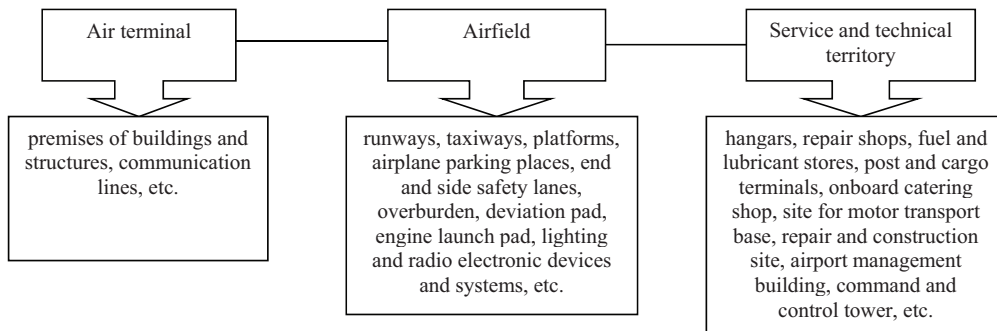 Air terminal
Airfield
Service and technical
territory
premises of buildings and
structures, communication
lines, etc.
runways, taxiways, platforms,
airplane parking places, end
and side safety lanes,
overburden, deviation pad,
engine launch pad, lighting
and radio electronic devices
and systems, etc.
hangars, repair shops, fuel and
lubricant stores, post and cargo
terminals, onboard catering
shop, site for motor transport
base, repair and construction
site, airport management
building, command and
control tower, etc.